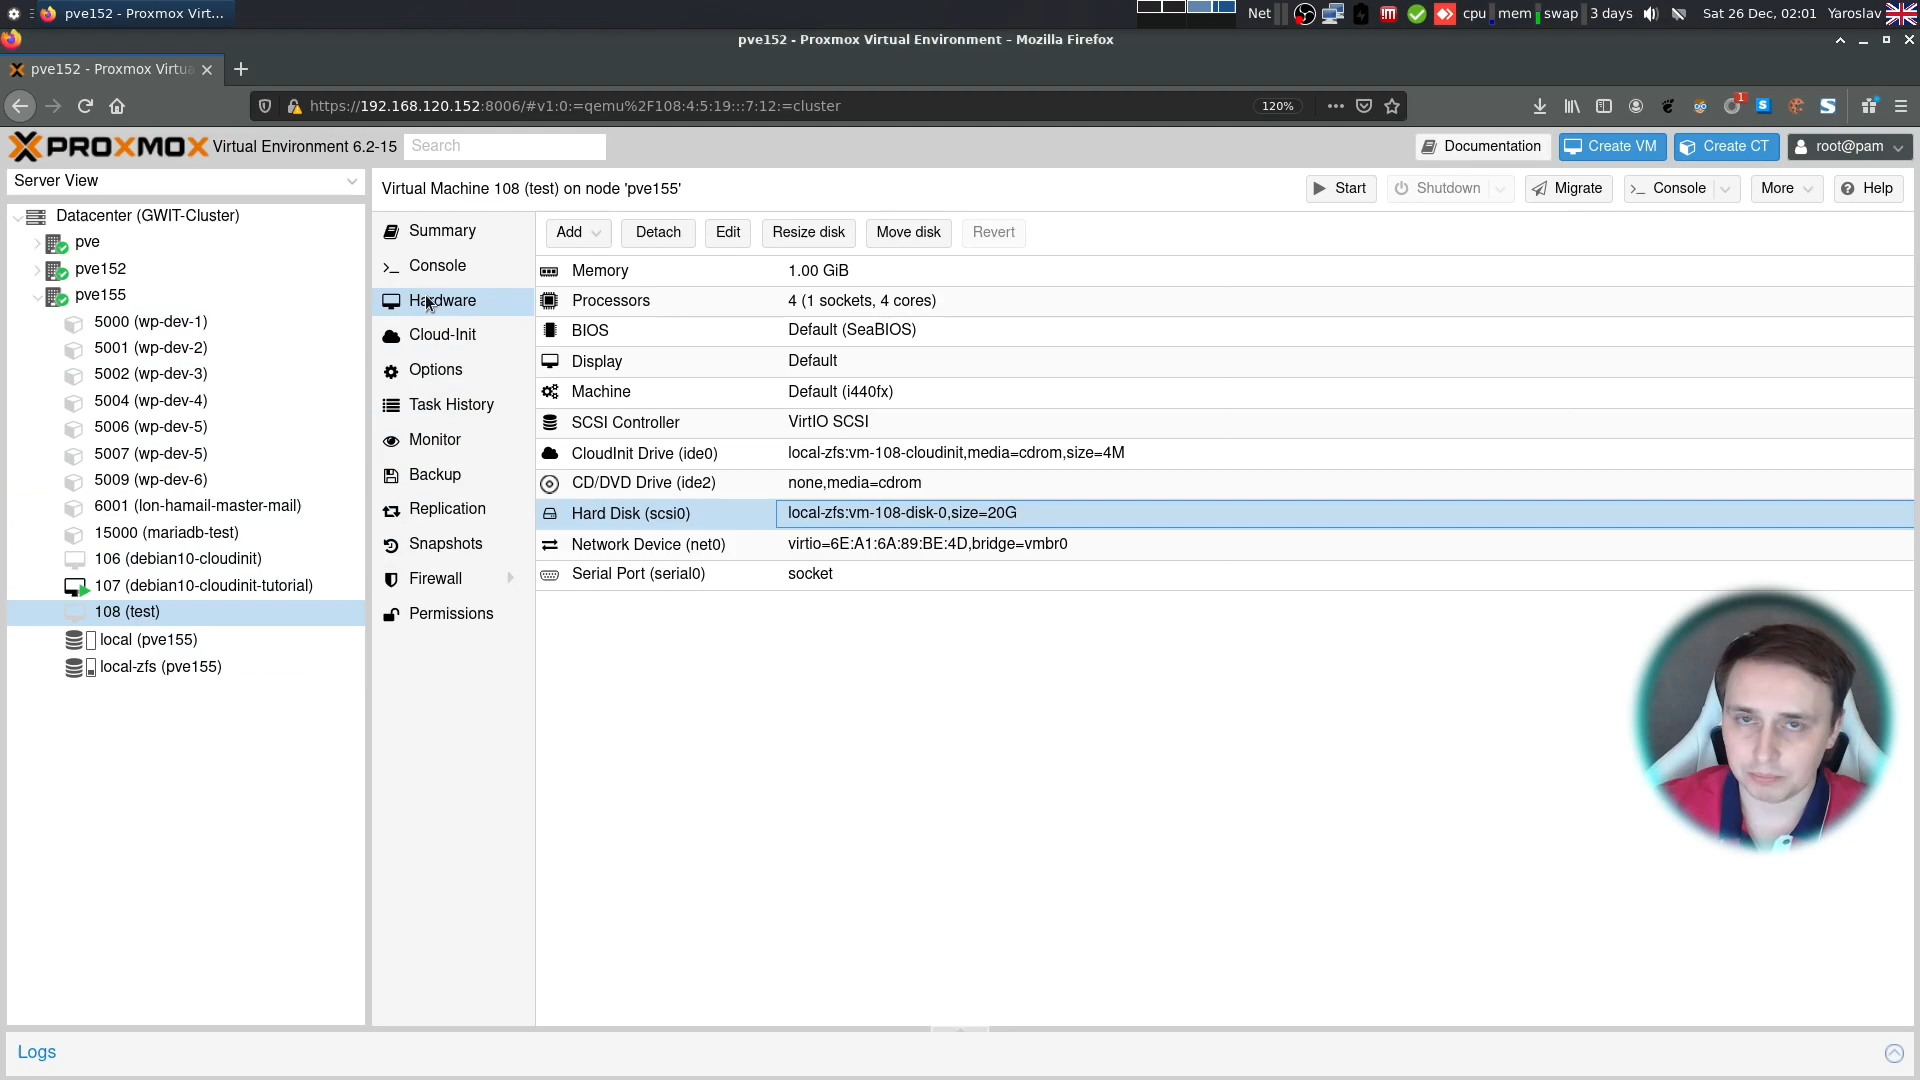 pve152 - Proxmox Virt...
Net
cpu
mem
swap
3 days
Sat 26 Dec, 02:01
Yaroslav
pve152 - Proxmox Virtual Environment - Mozilla Firefox
pve152 - Proxmox Virtua
https://192.168.120.152:8006/#v1:0:=qemu%2F108:4:5:19:::7:12:=cluster
120%
1
PROXMOX Virtual Environment 6.2-15
Search
Documentation
Create VM
Create CT
root@pam
Server View
Virtual Machine 108 (test) on node 'pve155'
Start
Shutdown
Migrate
Console
More
Help
Datacenter (GWIT-Cluster)
pve
pve152
pve155
5000 (wp-dev-1)
5001 (wp-dev-2)
5002 (wp-dev-3)
5004 (wp-dev-4)
5006 (wp-dev-5)
5007 (wp-dev-5)
5009 (wp-dev-6)
6001 (lon-hamail-master-mail)
15000 (mariadb-test)
106 (debian10-cloudinit)
107 (debian10-cloudinit-tutorial)
108 (test)
local (pve155)
local-zfs (pve155)
Summary
Console
Hardware
Cloud-Init
Options
Task History
Monitor
Backup
Replication
Snapshots
Firewall
Permissions
Add
Detach
Edit
Resize disk
Move disk
Revert
Memory 1.00 GiB
Processors 4 (1 sockets, 4 cores)
BIOS Default (SeaBIOS)
Display Default
Machine Default (i440fx)
SCSI Controller VirtIO SCSI
CloudInit Drive (ide0) local-zfs:vm-108-cloudinit,media=cdrom,size=4M
CD/DVD Drive (ide2) none,media=cdrom
Hard Disk (scsi0) local-zfs:vm-108-disk-0,size=20G
Network Device (net0) virtio=6E:A1:6A:89:BE:4D,bridge=vmbr0
Serial Port (serial0) socket
Logs